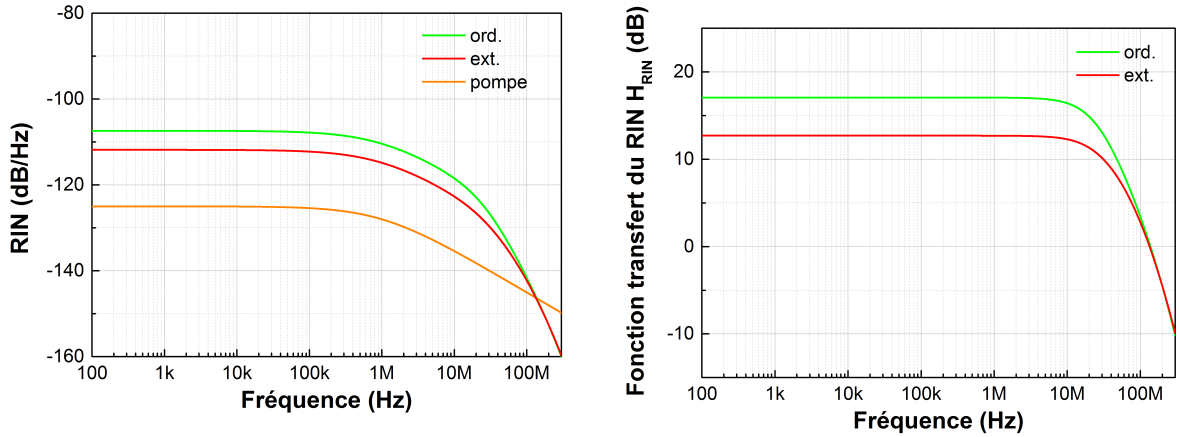 RIN (dB/Hz)
-80
-100
-120
-140
-160
ord.
ext.
pompe
100
1k
10k
100k
1M
10M
100M
Fréquence (Hz)
Fonction transfert du RIN H_RIN (dB)
20
10
0
-10
ord.
ext.
100
1k
10k
100k
1M
10M
100M
Fréquence (Hz)